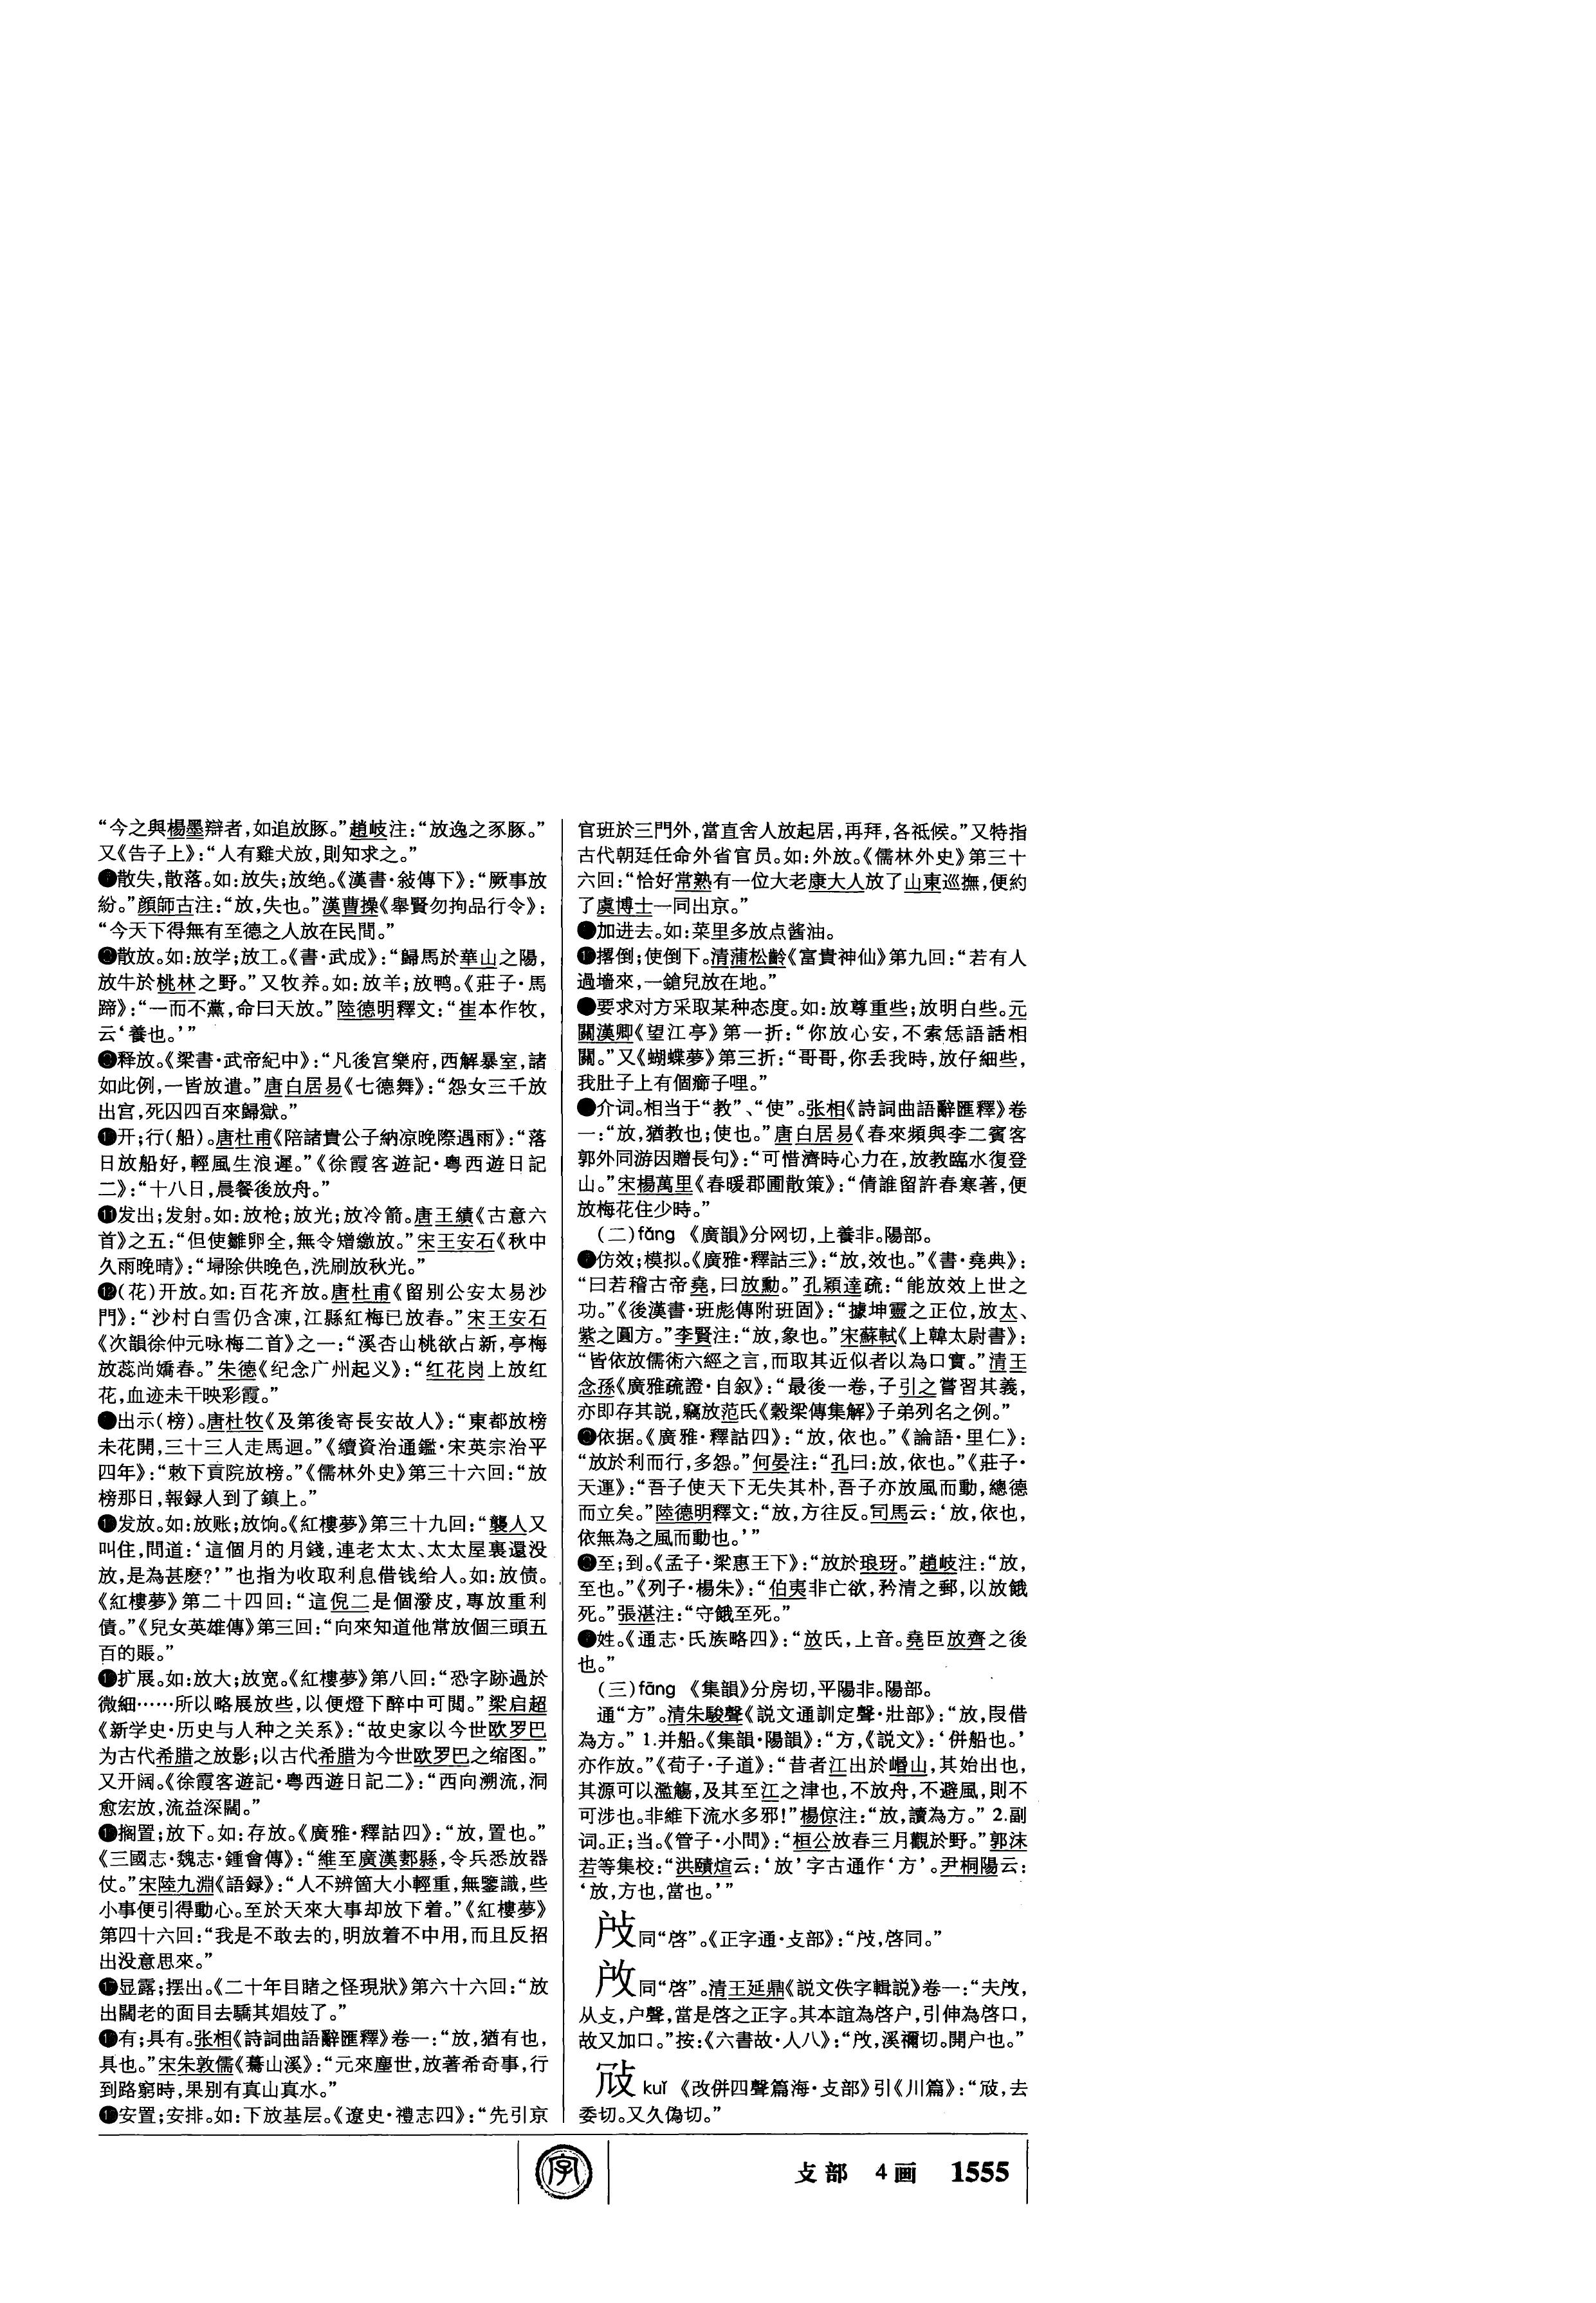 “今之與楊墨辯者,如追放豚。”趙岐注:“放逸之豕豚。”
又《告子上》:“人有雞犬放,則知求之。”
散失,散落。如:放失;放绝。《漢書·敍傳下》:“厥事放
紛。”顔師古注:“放,失也。”漢曹操《舉賢勿拘品行令》:
“今天下得無有至德之人放在民間。”
散放。如:放学;放工。《書·武成》:“歸馬於華山之陽,
放牛於桃林之野。”又牧养。如:放羊;放鸭。《莊子·馬
蹄》:“一而不黨,命曰天放。”陸德明釋文:“崔本作牧,
云‘養也。’”
释放。《梁書·武帝紀中》:“凡後宫樂府,西解暴室,諸
如此例,一皆放遣。”唐白居易《七德舞》:“怨女三千放
出宫,死囚四百來歸獄。”
开;行(船)。唐杜甫《陪諸貴公子納凉晚際遇雨》:“落
日放船好,輕風生浪遲。”《徐霞客遊記·粤西遊日記
二》:“十八日,晨餐後放舟。”
⓫发出;发射。如:放枪;放光;放冷箭。唐王績《古意六
首》之五:“但使雛卵全,無令矰繳放。”宋王安石《秋中
久雨晚晴》:“埽除供晚色,洗刷放秋光。”
⓬(花)开放。如:百花齐放。唐杜甫《留别公安太易沙
門》:“沙村白雪仍含凍,江縣紅梅已放春。”宋王安石
《次韻徐仲元咏梅二首》之一:“溪杏山桃欲占新,亭梅
放蕊尚嬌春。”朱德《纪念广州起义》:“红花岗上放红
花,血迹未干映彩霞。”
出示(榜)。唐杜牧《及第後寄長安故人》:“東都放榜
未花開,三十三人走馬迴。”《續資治通鑑·宋英宗治平
四年》:“敕下貢院放榜。”《儒林外史》第三十六回:“放
榜那日,報録人到了鎮上。”
发放。如:放账;放饷。《紅樓夢》第三十九回:“襲人又
叫住,問道:‘這個月的月錢,連老太太、太太屋裏還没
放,是為甚麽?’”也指为收取利息借钱给人。如:放债。
《紅樓夢》第二十四回:“這倪二是個潑皮,專放重利
債。”《兒女英雄傳》第三回:“向來知道他常放個三頭五
百的賬。”
扩展。如:放大;放宽。《紅樓夢》第八回:“恐字跡過於
微細……所以略展放些,以便燈下醉中可閲。”梁启超
《新学史·历史与人种之关系》:“故史家以今世欧罗巴
为古代希腊之放影;以古代希腊为今世欧罗巴之缩图。”
又开阔。《徐霞客遊記·粤西遊日記二》:“西向溯流,洞
愈宏放,流益深闊。”
搁置;放下。如:存放。《廣雅·釋詁四》:“放,置也。”
《三國志·魏志·鍾會傳》:“維至廣漢郪縣,令兵悉放器
仗。”宋陸九淵《語録》:“人不辨箇大小輕重,無鑒識,些
小事便引得動心。至於天來大事却放下着。”《紅樓夢》
第四十六回:“我是不敢去的,明放着不中用,而且反招
出没意思來。”
显露;摆出。《二十年目睹之怪現狀》第六十六回:“放
出闊老的面目去驕其娼妓了。”
有;具有。张相《詩詞曲語辭匯釋》卷一:“放,猶有也,
具也。”宋朱敦儒《驀山溪》:“元來塵世,放著希奇事,行
到路窮時,果别有真山真水。”
安置;安排。如:下放基层。《遼史·禮志四》:“先引京
官班於三門外,當直舍人放起居,再拜,各祗候。”又特指
古代朝廷任命外省官员。如:外放。《儒林外史》第三十
六回:“恰好常熟有一位大老康大人放了山東巡撫,便約
了虞博士一同出京。”
加进去。如:菜里多放点酱油。
撂倒;使倒下。清蒲松齡《富貴神仙》第九回:“若有人
過墻來,一鎗兒放在地。”
要求对方采取某种态度。如:放尊重些;放明白些。元
關漢卿《望江亭》第一折:“你放心安,不索恁語話相
關。”又《蝴蝶夢》第三折:“哥哥,你丢我時,放仔細些,
我肚子上有個癤子哩。”
介词。相当于“教”、“使”。张相《詩詞曲語辭匯釋》卷
一:“放,猶教也;使也。”唐白居易《春來頻與李二賓客
郭外同游因贈長句》:“可惜濟時心力在,放教臨水復登
山。”宋楊萬里《春暖郡圃散策》:“倩誰留許春寒著,便
放梅花住少時。”
(二)fǎng 《廣韻》分网切,上養非。陽部。
仿效;模拟。《廣雅·釋詁三》:“放,效也。”《書·堯典》:
“曰若稽古帝堯,曰放勳。”孔穎達疏:“能放效上世之
功。”《後漢書·班彪傳附班固》:“據坤靈之正位,放太、
紫之圓方。”李賢注:“放,象也。”宋蘇軾《上韓太尉書》:
“皆依放儒術六經之言,而取其近似者以為口實。”清王
念孫《廣雅疏證·自叙》:“最後一卷,子引之嘗習其義,
亦即存其説,竊放范氏《穀梁傳集解》子弟列名之例。”
依据。《廣雅·釋詁四》:“放,依也。”《論語·里仁》:
“放於利而行,多怨。”何晏注:“孔曰:放,依也。”《莊子·
天運》:“吾子使天下无失其朴,吾子亦放風而動,總德
而立矣。”陸德明釋文:“放,方往反。司馬云:‘放,依也,
依無為之風而動也。’”
至;到。《孟子·梁惠王下》:“放於琅玡。”趙岐注:“放,
至也。”《列子·楊朱》:“伯夷非亡欲,矜清之郵,以放餓
死。”張湛注:“守餓至死。”
姓。《通志·氏族略四》:“放氏,上音。堯臣放齊之後
也。”
(三)fāng 《集韻》分房切,平陽非。陽部。
通“方”。清朱駿聲《説文通訓定聲·壯部》:“放,叚借
為方。” 1.并船。《集韻·陽韻》:“方,《説文》:‘併船也。’
亦作放。”《荀子·子道》:“昔者江出於㟭山,其始出也,
其源可以濫觴,及其至江之津也,不放舟,不避風,則不
可涉也。非維下流水多邪!”楊倞注:“放,讀為方。” 2.副
词。正;当。《管子·小問》:“桓公放春三月觀於野。”郭沫
若等集校:“洪頤煊云:‘放’字古通作‘方’。尹桐陽云:
‘放,方也,當也。’”
㪃同“啓”。《正字通·攴部》:“㪃,啓同。”
启同“啓”。清王延鼎《説文佚字輯説》卷一:“夫㪃,
从攴,户聲,當是啓之正字。其本誼為啓户,引伸為啓口,
故又加口。”按:《六書故·人八》:“㪃,溪禰切。開户也。”
kuǐ 《改併四聲篇海·攴部》引《川篇》:“,去
委切。又久偽切。”
字
攴部 4画 1555